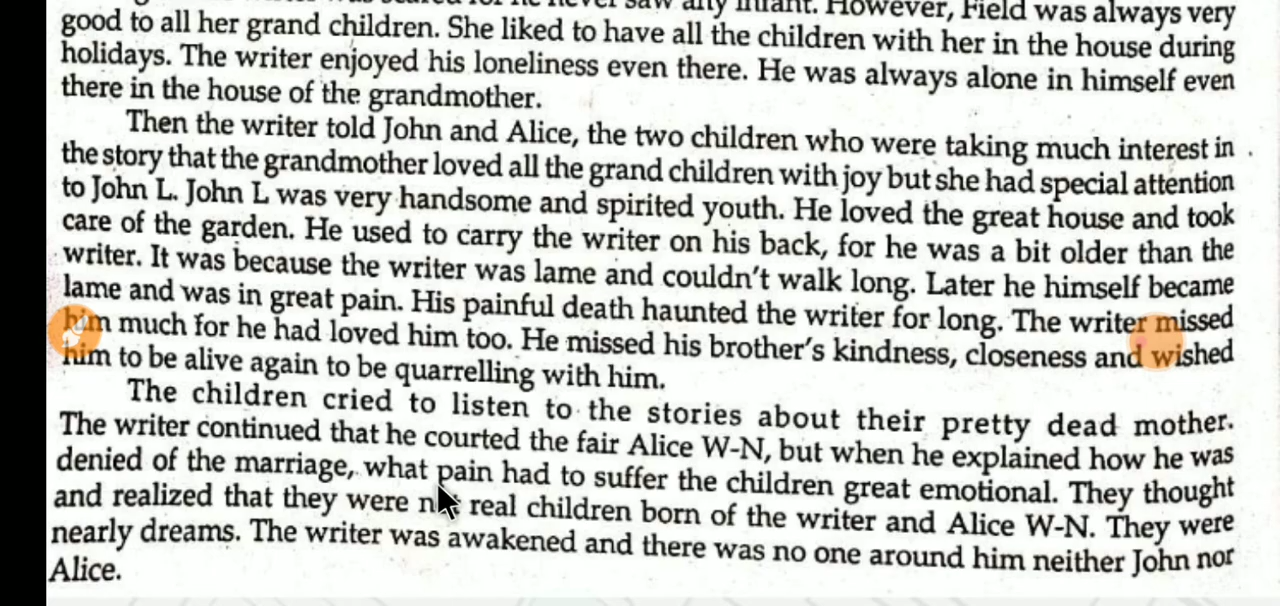 was never saw any infant. However, Field was always very
good to all her grand children. She liked to have all the children with her in the house during
holidays. The writer enjoyed his loneliness even there. He was always alone in himself even
there in the house of the grandmother.
Then the writer told John and Alice, the two children who were taking much interest in
the story that the grandmother loved all the grand children with joy but she had special attention
to John L. John L was very handsome and spirited youth. He loved the great house and took
care of the garden. He used to carry the writer on his back, for he was a bit older than the
writer. It was because the writer was lame and couldn't walk long. Later he himself became
lame and was in great pain. His painful death haunted the writer for long. The writer missed
him much for he had loved him too. He missed his brother's kindness, closeness and wished
him to be alive again to be quarrelling with him.
The children cried to listen to the stories about their pretty dead mother.
The writer continued that he courted the fair Alice W-N, but when he explained how he was
denied of the marriage, what pain had to suffer the children great emotional. They thought
and realized that they were real children born of the writer and Alice W-N. They were
nearly dreams. The writer was awakened and there was no one around him neither John nor
Alice.